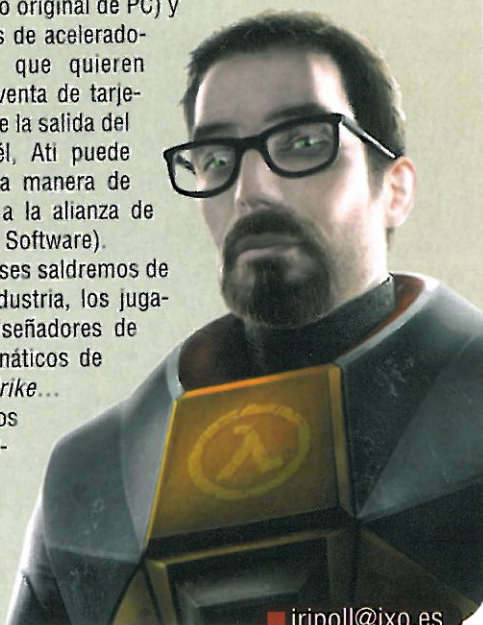 o original de PC) y
s de acelerado-
que quieren
venta de tarje-
e la salida del
él, Ati puede
a manera de
a la alianza de
Software).
ses saldremos de
dustria, los juga-
señadores de
náticos de
rike...
os
-
λ
jripoll@ixo.es